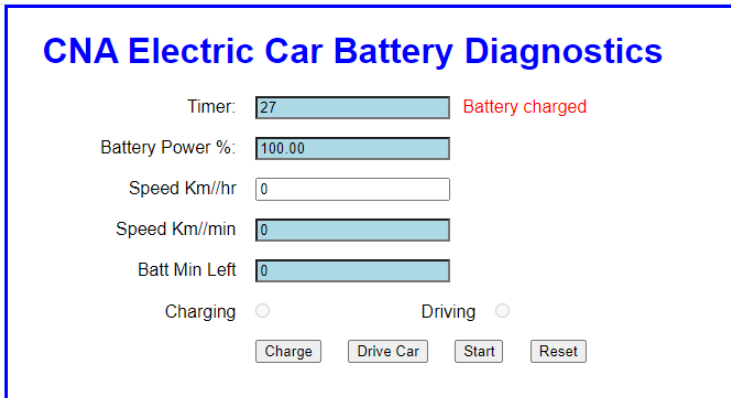 CNA Electric Car Battery Diagnostics
Timer: 27 Battery charged
Battery Power %: 100.00
Speed Km//hr 0
Speed Km//min 0
Batt Min Left 0
Charging Driving
Charge Drive Car Start Reset